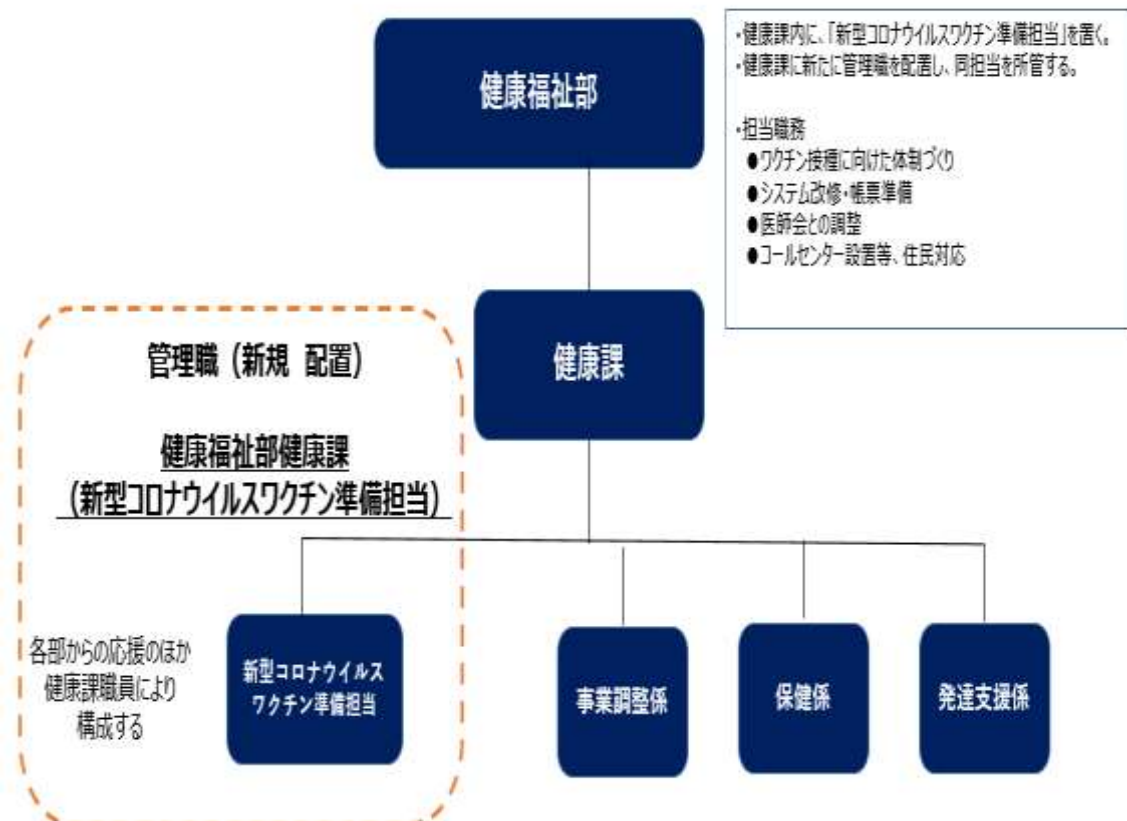 健康福祉部
・健康課内に、「新型コロナウイルスワクチン準備担当」を置く。
・健康課に新たに管理職を配置し、同担当を所管する。
・担当職務
●ワクチン接種に向けた体制づくり
●システム改修・帳票準備
●医師会との調整
●コールセンター設置等、住民対応
健康課
管理職（新規 配置）
健康福祉部健康課
（新型コロナウイルスワクチン準備担当）
各部からの応援のほか
健康課職員により
構成する
新型コロナウイルス
ワクチン準備担当
事業調整係
保健係
発達支援係